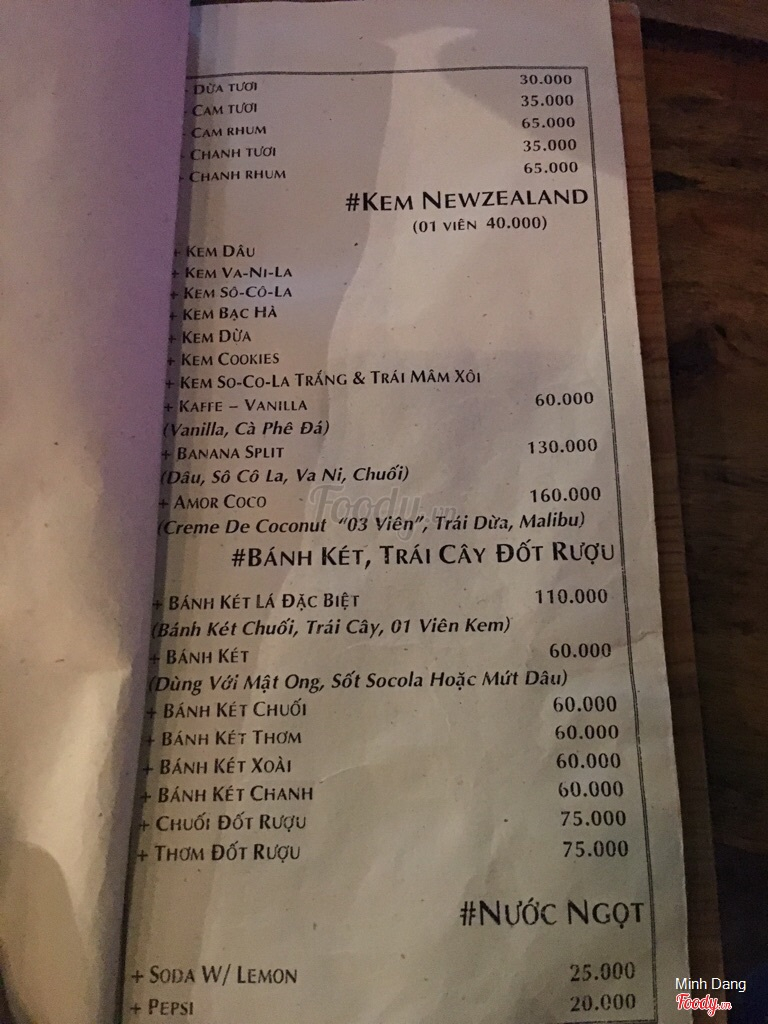 + DỪA TƯƠI 30.000
+ CAM TƯƠI 35.000
+ CAM RHUM 65.000
+ CHANH TƯƠI 35.000
+ CHANH RHUM 65.000
#KEM NEWZEALAND
(01 VIÊN 40.000)
+ KEM DÂU
+ KEM VA-NI-LA
+ KEM SÔ-CÔ-LA
+ KEM BẠC HÀ
+ KEM DỪA
+ KEM COOKIES
+ KEM SO-CO-LA TRẮNG & TRÁI MÂM XÔI
+ KAFFE – VANILLA 60.000
(Vanilla, Cà Phê Đá)
+ BANANA SPLIT 130.000
(Dâu, Sô Cô La, Va Ni, Chuối)
+ AMOR COCO 160.000
(Creme De Coconut "03 Viên", Trái Dừa, Malibu)
#BÁNH KÉT, TRÁI CÂY ĐỐT RƯỢU
+ BÁNH KÉT LÁ ĐẶC BIỆT 110.000
(Bánh Két Chuối, Trái Cây, 01 Viên Kem)
+ BÁNH KÉT 60.000
(Dùng Với Mật Ong, Sốt Socola Hoặc Mứt Dâu)
+ BÁNH KÉT CHUỐI 60.000
+ BÁNH KÉT THƠM 60.000
+ BÁNH KÉT XOÀI 60.000
+ BÁNH KÉT CHANH 60.000
+ CHUỐI ĐỐT RƯỢU 75.000
+ THƠM ĐỐT RƯỢU 75.000
#NƯỚC NGỌT
+ SODA W/ LEMON 25.000
+ PEPSI 20.000
Foody.vn
Minh Dang
Foody.vn